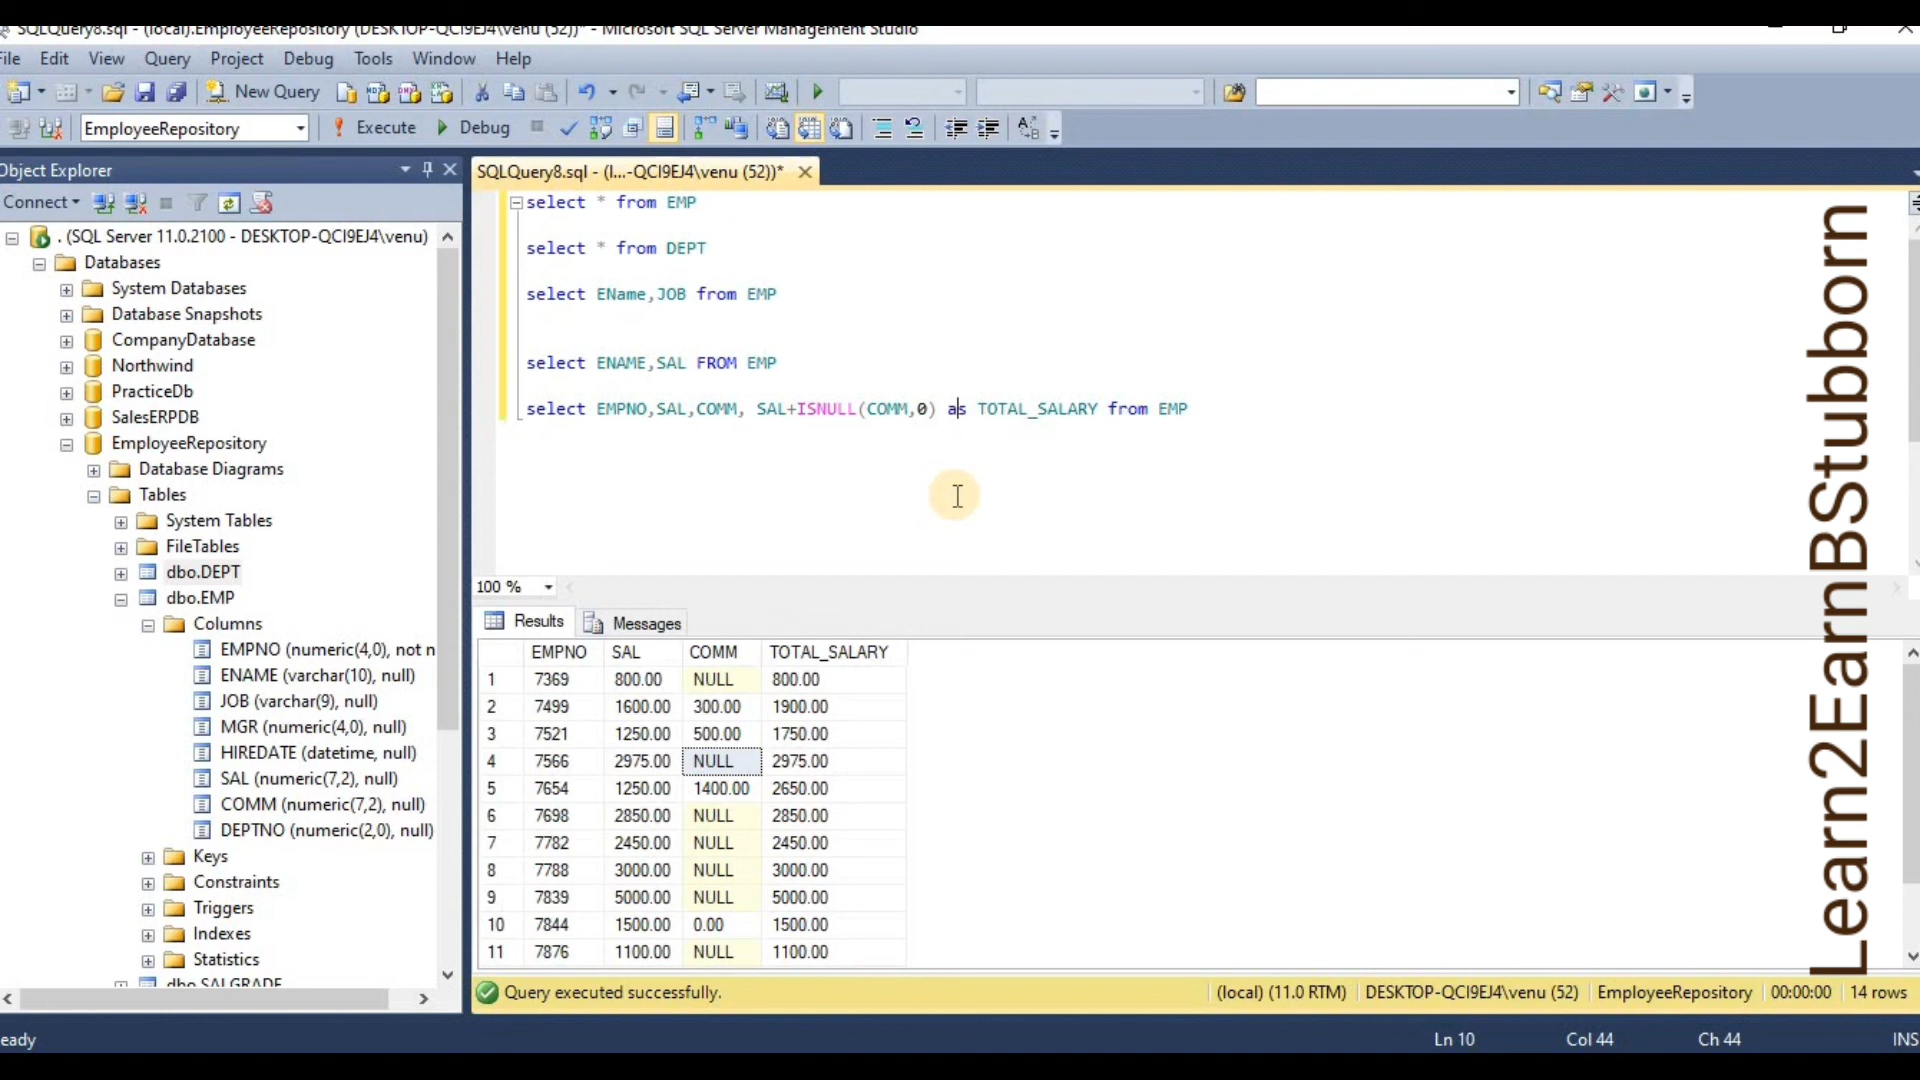 SQLQuery8.sql - (local).EmployeeRepository (DESKTOP-QCI9EJ4\venu (52))* - Microsoft SQL Server Management Studio
File Edit View Query Project Debug Tools Window Help
New Query
EmployeeRepository Execute Debug
Object Explorer
Connect
. (SQL Server 11.0.2100 - DESKTOP-QCI9EJ4\venu)
Databases
System Databases
Database Snapshots
CompanyDatabase
Northwind
PracticeDb
SalesERPDB
EmployeeRepository
Database Diagrams
Tables
System Tables
FileTables
dbo.DEPT
dbo.EMP
Columns
EMPNO (numeric(4,0), not n
ENAME (varchar(10), null)
JOB (varchar(9), null)
MGR (numeric(4,0), null)
HIREDATE (datetime, null)
SAL (numeric(7,2), null)
COMM (numeric(7,2), null)
DEPTNO (numeric(2,0), null)
Keys
Constraints
Triggers
Indexes
Statistics
dbo.SALGRADE
SQLQuery8.sql - (l...-QCI9EJ4\venu (52))*
select * from EMP
select * from DEPT
select EName,JOB from EMP
select ENAME,SAL FROM EMP
select EMPNO,SAL,COMM, SAL+ISNULL(COMM,0) as TOTAL_SALARY from EMP
100 %
Results Messages
EMPNO SAL COMM TOTAL_SALARY
1 7369 800.00 NULL 800.00
2 7499 1600.00 300.00 1900.00
3 7521 1250.00 500.00 1750.00
4 7566 2975.00 NULL 2975.00
5 7654 1250.00 1400.00 2650.00
6 7698 2850.00 NULL 2850.00
7 7782 2450.00 NULL 2450.00
8 7788 3000.00 NULL 3000.00
9 7839 5000.00 NULL 5000.00
10 7844 1500.00 0.00 1500.00
11 7876 1100.00 NULL 1100.00
Query executed successfully. (local) (11.0 RTM) DESKTOP-QCI9EJ4\venu (52) EmployeeRepository 00:00:00 14 rows
eady Ln 10 Col 44 Ch 44 INS
Learn2EarnBStubborn